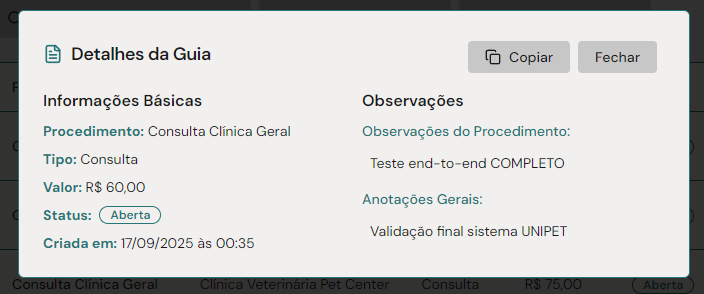 Detalhes da Guia
Copiar
Fechar
Informações Básicas
Procedimento: Consulta Clínica Geral
Tipo: Consulta
Valor: R$ 60,00
Status: Aberta
Criada em: 17/09/2025 às 00:35
Observações
Observações do Procedimento:
Teste end-to-end COMPLETO
Anotações Gerais:
Validação final sistema UNIPET
Consulta Clínica Geral Clínica Veterinária Pet Center Consulta R$ 75,00 Aberta